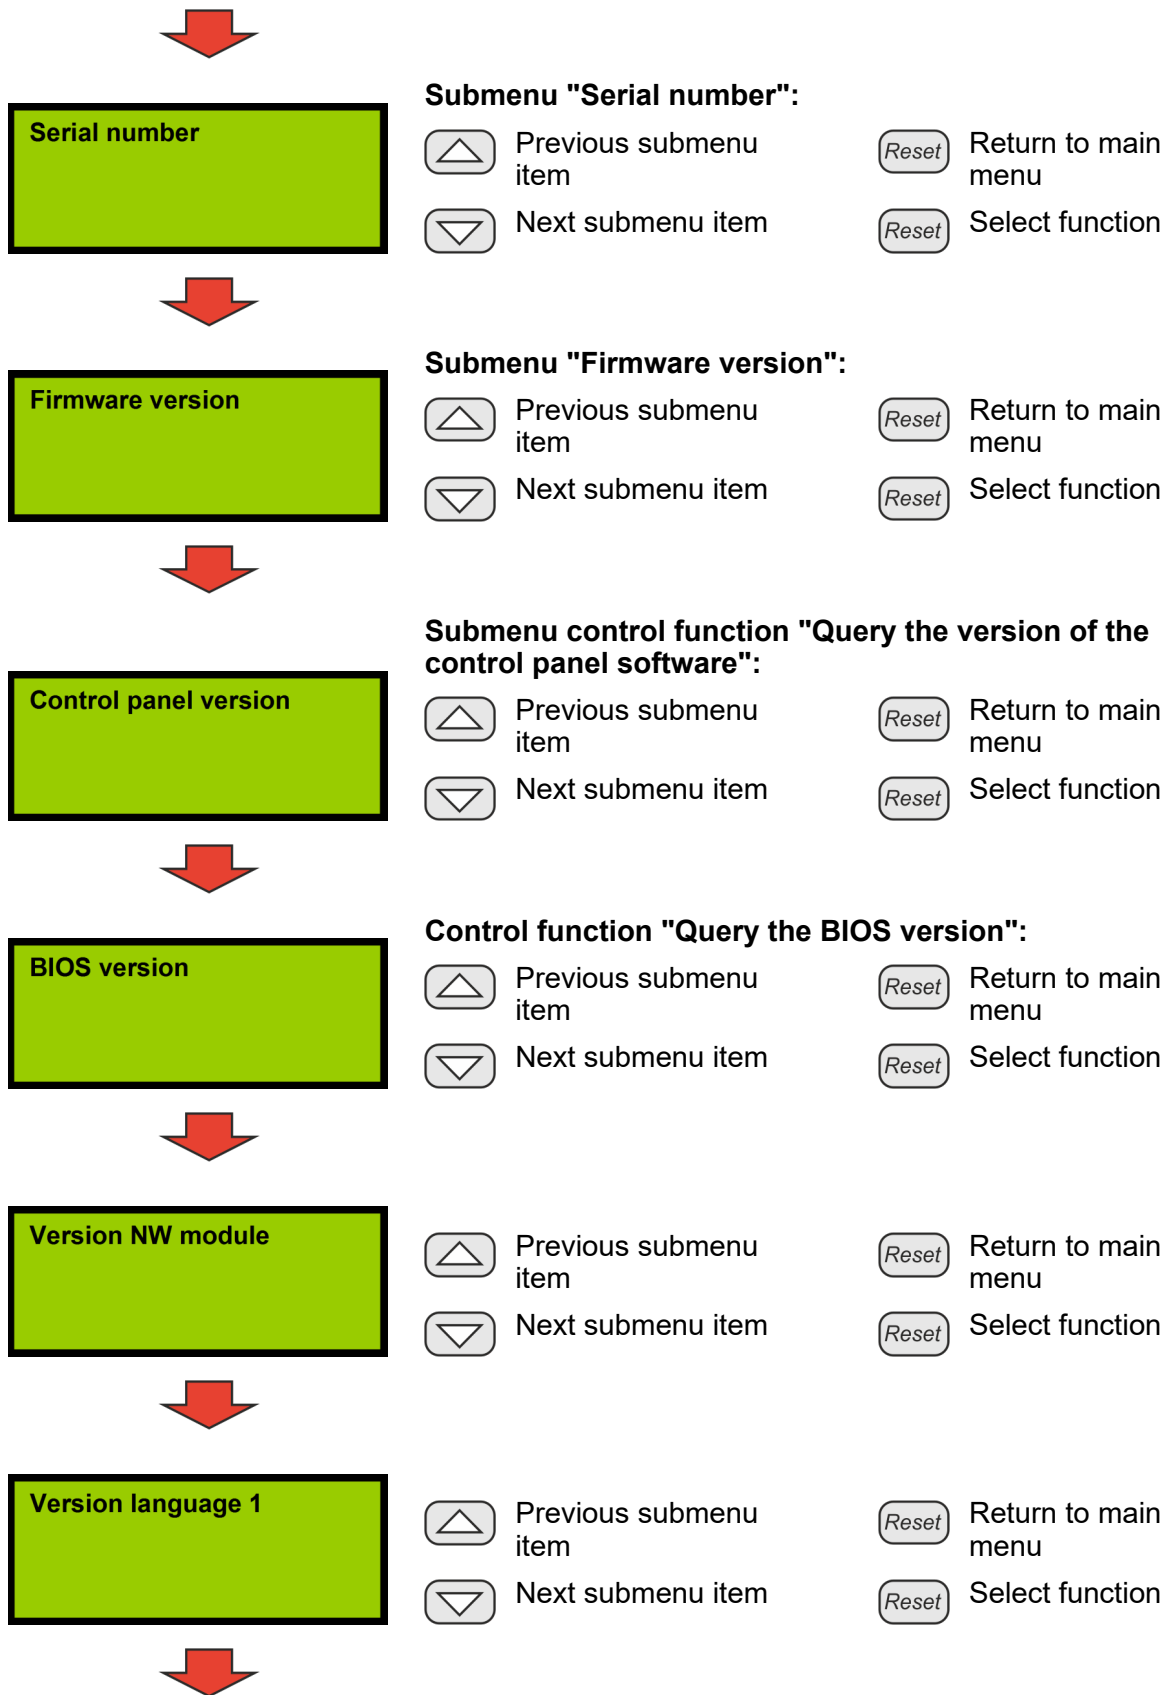 Submenu "Serial number":
Serial number
Previous submenu
item
Reset
Return to main
menu
Next submenu item
Reset
Select function
Submenu "Firmware version":
Firmware version
Previous submenu
item
Reset
Return to main
menu
Next submenu item
Reset
Select function
Submenu control function "Query the version of the
control panel software":
Control panel version
Previous submenu
item
Reset
Return to main
menu
Next submenu item
Reset
Select function
Control function "Query the BIOS version":
BIOS version
Previous submenu
item
Reset
Return to main
menu
Next submenu item
Reset
Select function
Version NW module
Previous submenu
item
Reset
Return to main
menu
Next submenu item
Reset
Select function
Version language 1
Previous submenu
item
Reset
Return to main
menu
Next submenu item
Reset
Select function